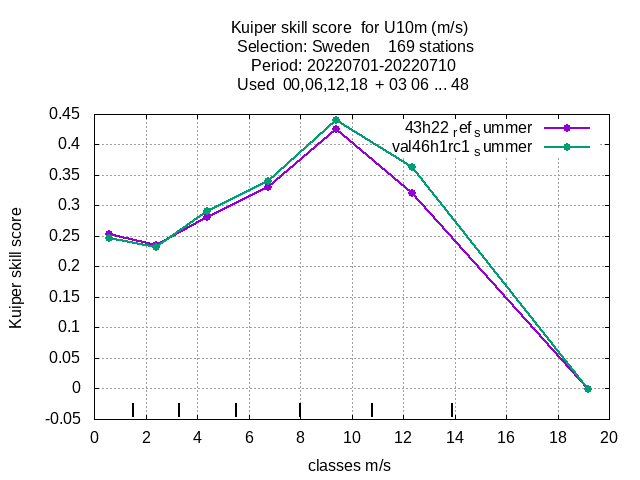 Kuiper skill score  for U10m (m/s)
Selection: Sweden    169 stations
Period: 20220701-20220710
Used  00,06,12,18  + 03 06 ... 48
0.45
0.4
0.35
0.3
0.25
0.2
0.15
0.1
0.05
0
-0.05
Kuiper skill score
43h22 ref summer
val46h1rc1 summer
0 2 4 6 8 10 12 14 16 18 20
classes m/s